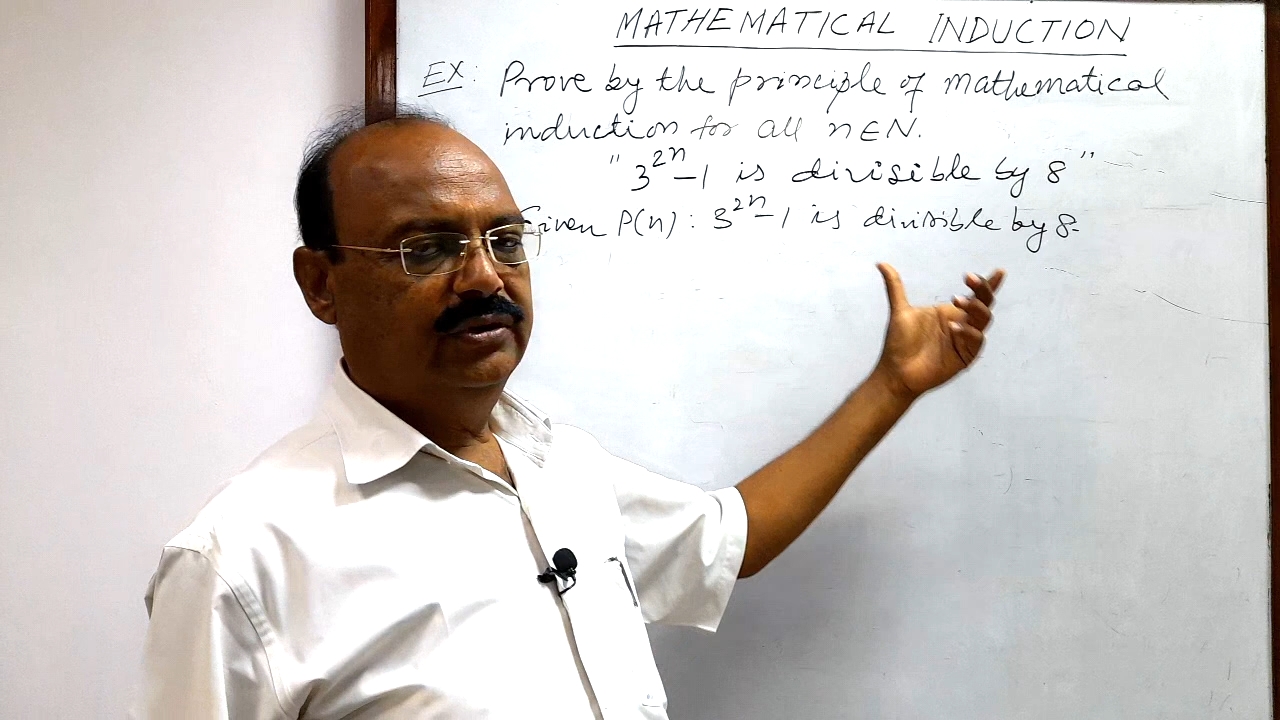 MATHEMATICAL INDUCTION
EX: Prove by the principle of mathematical
induction for all n∈N.
"3^{2n}-1 is divisible by 8"
Given P(n): 3^{2n}-1 is divisible by 8.